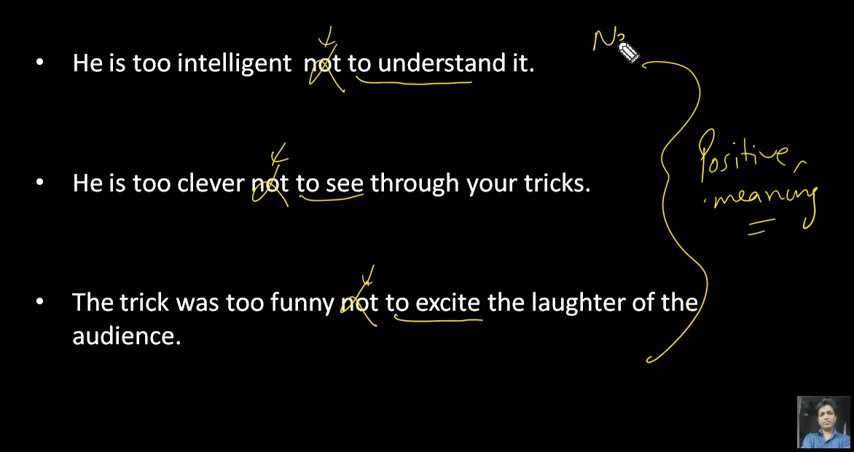 • He is too intelligent not to understand it.
• He is too clever not to see through your tricks.
Positive
meaning
• The trick was too funny not to excite the laughter of the
audience.